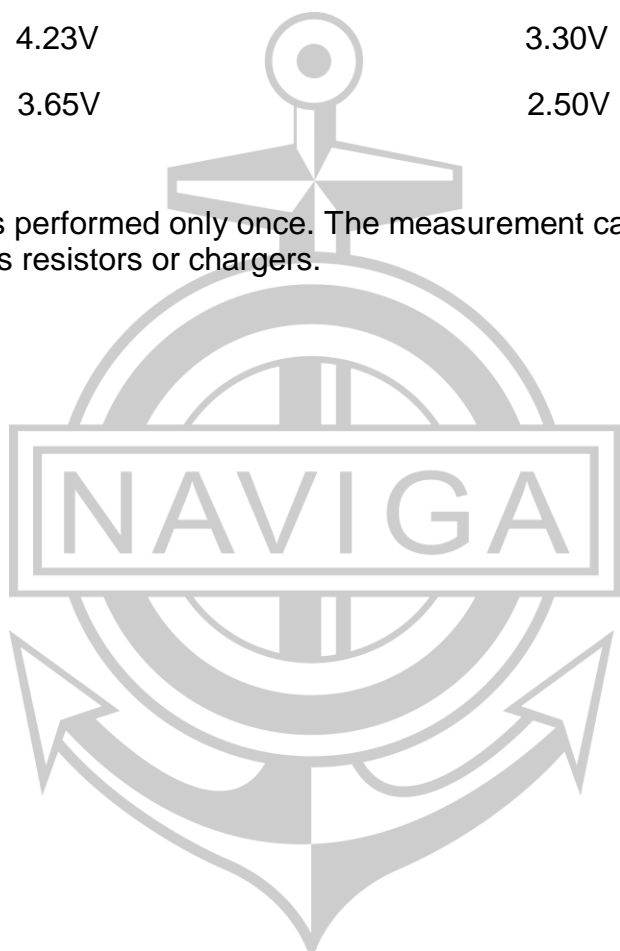 4.23V 3.30V
3.65V 2.50V
s performed only once. The measurement ca
s resistors or chargers.
NAVIGA